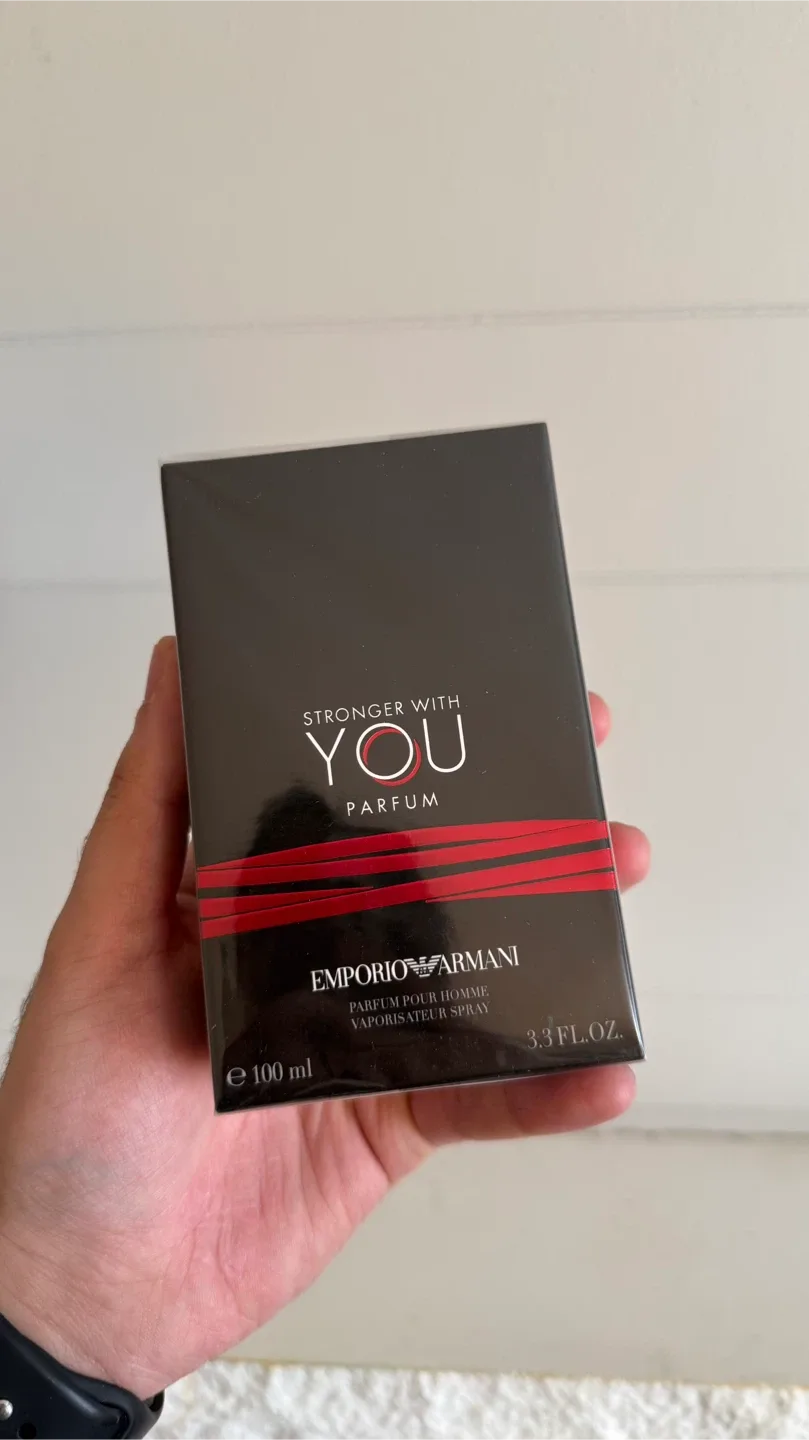 STRONGER WITH
YOU
PARFUM
EMPORIO ARMANI
PARFUM POUR HOMME
VAPORISATEUR SPRAY
3.3 FL.OZ.
℮ 100 ml